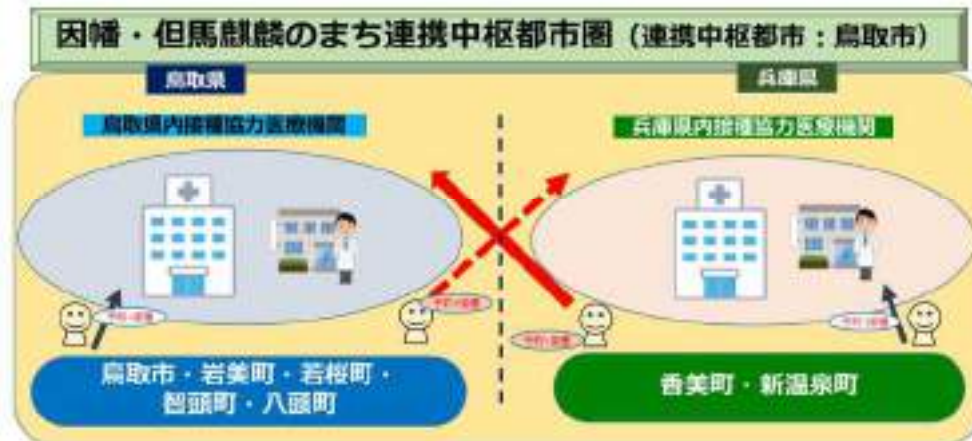 因幡・但馬麒麟のまち連携中枢都市圏（連携中枢都市：鳥取市）
鳥取県
兵庫県
鳥取県内接種協力医療機関
兵庫県内接種協力医療機関
鳥取市・岩美町・若桜町・
智頭町・八頭町
香美町・新温泉町